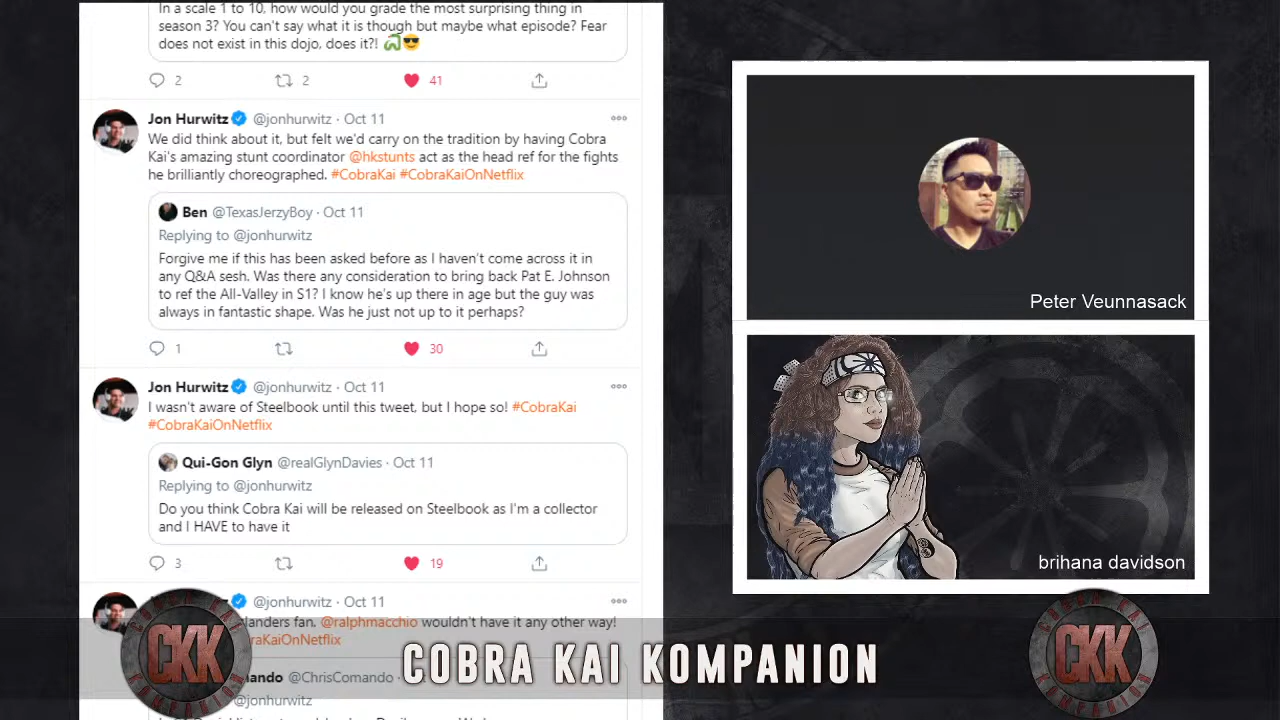 In a scale 1 to 10, how would you grade the most surprising thing in
season 3? You can't say what it is though but maybe what episode? Fear
does not exist in this dojo, does it?! 🐍😎
2 2 41
Jon Hurwitz @jonhurwitz · Oct 11
We did think about it, but felt we'd carry on the tradition by having Cobra
Kai's amazing stunt coordinator @hkstunts act as the head ref for the fights
he brilliantly choreographed. #CobraKai #CobraKaiOnNetflix
Ben @TexasJerzyBoy · Oct 11
Replying to @jonhurwitz
Forgive me if this has been asked before as I haven't come across it in
any Q&A sesh. Was there any consideration to bring back Pat E. Johnson
to ref the All-Valley in S1? I know he's up there in age but the guy was
always in fantastic shape. Was he just not up to it perhaps?
1 30
Jon Hurwitz @jonhurwitz · Oct 11
I wasn't aware of Steelbook until this tweet, but I hope so! #CobraKai
#CobraKaiOnNetflix
Qui-Gon Glyn @realGlynDavies · Oct 11
Replying to @jonhurwitz
Do you think Cobra Kai will be released on Steelbook as I'm a collector
and I HAVE to have it
3 19
@jonhurwitz · Oct 11
landers fan. @ralphmacchio wouldn't have it any other way!
raKaiOnNetflix
ando @ChrisComando ·
@jonhurwitz
Peter Veunnasack
brihana davidson
COBRA KAI
CKK
KOMPANION
COBRA KAI KOMPANION
COBRA KAI
CKK
KOMPANION